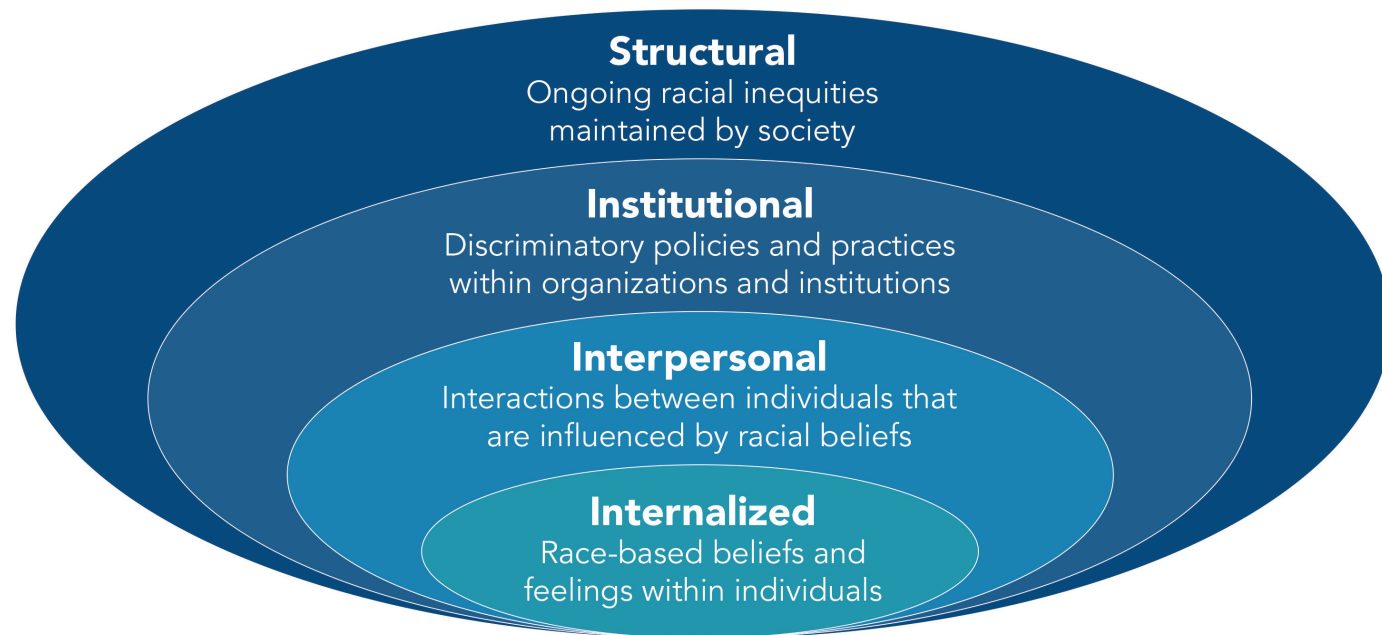 Structural
Ongoing racial inequities
maintained by society
Institutional
Discriminatory policies and practices
within organizations and institutions
Interpersonal
Interactions between individuals that
are influenced by racial beliefs
Internalized
Race-based beliefs and
feelings within individuals